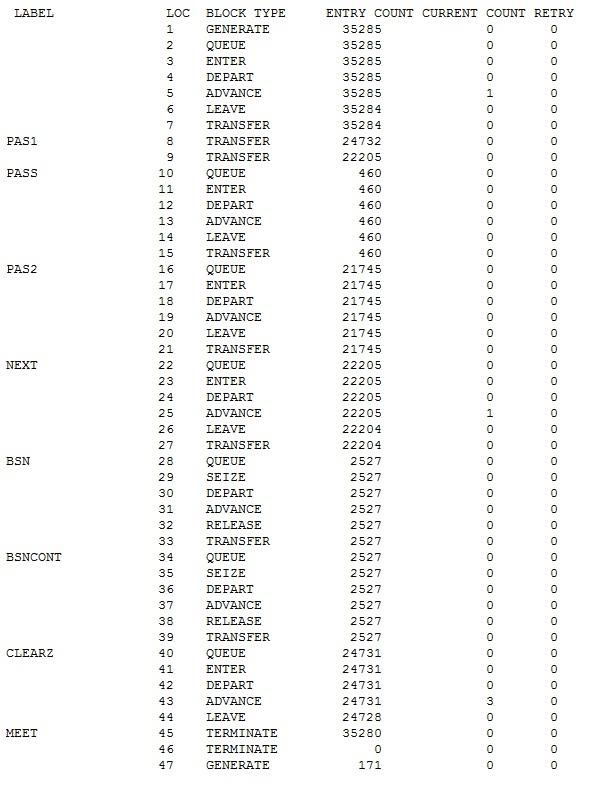 LABEL LOC BLOCK TYPE ENTRY COUNT CURRENT COUNT RETRY
1 GENERATE 35285 0 0
2 QUEUE 35285 0 0
3 ENTER 35285 0 0
4 DEPART 35285 0 0
5 ADVANCE 35285 1 0
6 LEAVE 35284 0 0
7 TRANSFER 35284 0 0
PAS1 8 TRANSFER 24732 0 0
9 TRANSFER 22205 0 0
PASS 10 QUEUE 460 0 0
11 ENTER 460 0 0
12 DEPART 460 0 0
13 ADVANCE 460 0 0
14 LEAVE 460 0 0
15 TRANSFER 460 0 0
PAS2 16 QUEUE 21745 0 0
17 ENTER 21745 0 0
18 DEPART 21745 0 0
19 ADVANCE 21745 0 0
20 LEAVE 21745 0 0
21 TRANSFER 21745 0 0
NEXT 22 QUEUE 22205 0 0
23 ENTER 22205 0 0
24 DEPART 22205 0 0
25 ADVANCE 22205 1 0
26 LEAVE 22204 0 0
27 TRANSFER 22204 0 0
BSN 28 QUEUE 2527 0 0
29 SEIZE 2527 0 0
30 DEPART 2527 0 0
31 ADVANCE 2527 0 0
32 RELEASE 2527 0 0
33 TRANSFER 2527 0 0
BSNCONT 34 QUEUE 2527 0 0
35 SEIZE 2527 0 0
36 DEPART 2527 0 0
37 ADVANCE 2527 0 0
38 RELEASE 2527 0 0
39 TRANSFER 2527 0 0
CLEARZ 40 QUEUE 24731 0 0
41 ENTER 24731 0 0
42 DEPART 24731 0 0
43 ADVANCE 24731 3 0
44 LEAVE 24728 0 0
MEET 45 TERMINATE 35280 0 0
46 TERMINATE 0 0 0
47 GENERATE 171 0 0